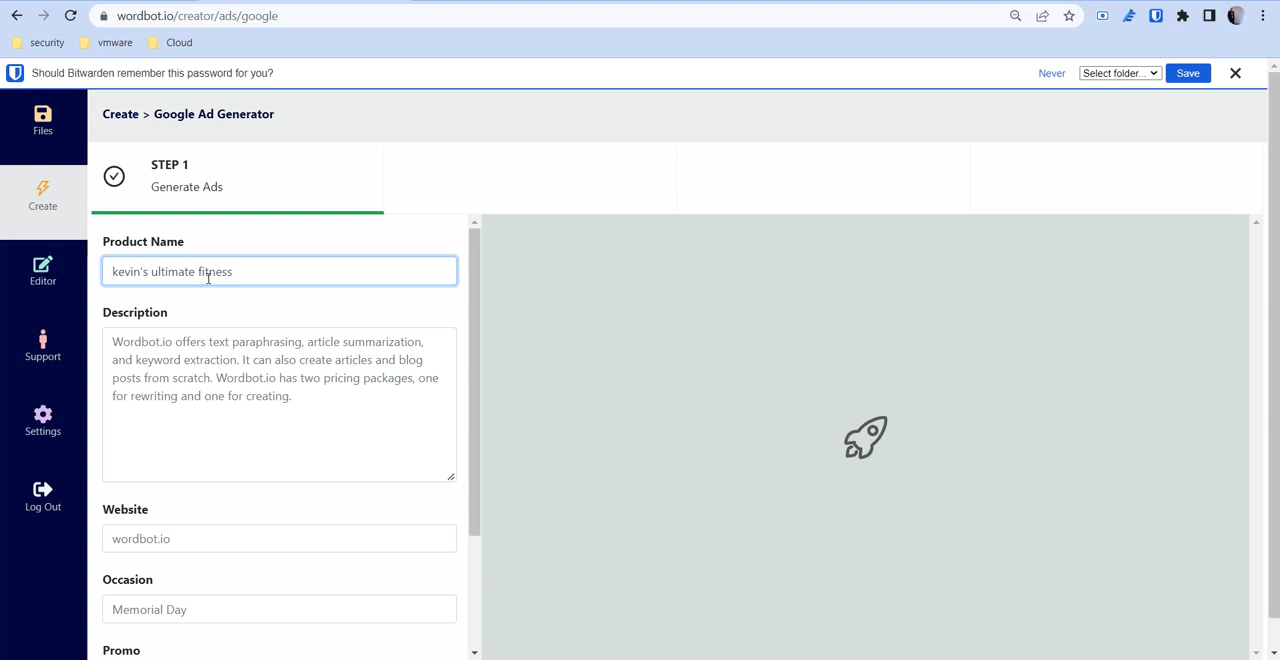 wordbot.io/creator/ads/google
security
vmware
Cloud
Should Bitwarden remember this password for you?
Never
Select folder...
Save
Files
Create
Editor
Support
Settings
Log Out
Create > Google Ad Generator
STEP 1
Generate Ads
Product Name
kevin's ultimate fitness
Description
Wordbot.io offers text paraphrasing, article summarization,
and keyword extraction. It can also create articles and blog
posts from scratch. Wordbot.io has two pricing packages, one
for rewriting and one for creating.
Website
wordbot.io
Occasion
Memorial Day
Promo